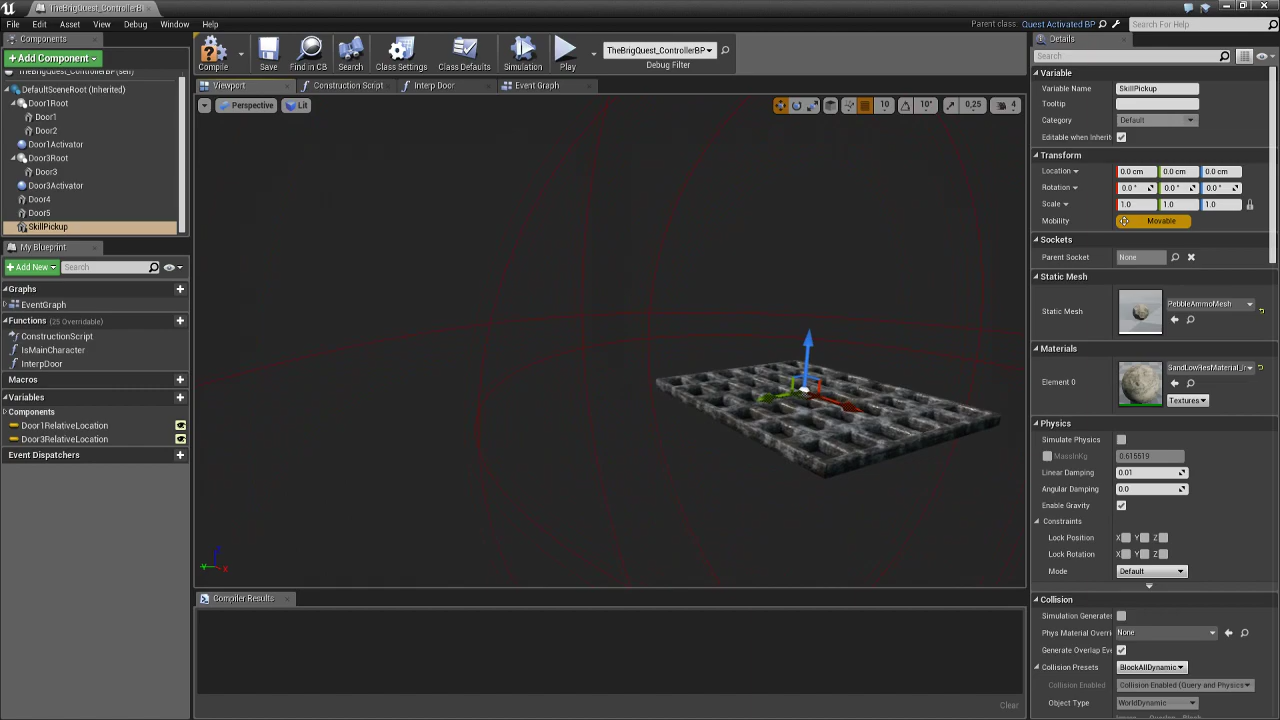 TheBrigQuest_ControllerBP
File Edit Asset View Debug Window Help
Parent class: Quest Activated BP
Search For Help
Components
Add Component
TheBrigQuest_ControllerBP (self)
DefaultSceneRoot (Inherited)
Door1Root
Door1
Door2
Door1Activator
Door3Root
Door3
Door3Activator
Door4
Door5
SkillPickup
My Blueprint
Add New Search
Graphs
EventGraph
Functions (25 Overridable)
ConstructionScript
IsMainCharacter
InterpDoor
Macros
Variables
Components
Door1RelativeLocation
Door3RelativeLocation
Event Dispatchers
Compile Save Find in CB Search Class Settings Class Defaults Simulation Play
TheBrigQuest_ControllerBP
Debug Filter
Viewport Construction Script Interp Door Event Graph
Perspective Lit 10 10° 0.25 4
Compiler Results
Clear
Details
Search
Variable
Variable Name SkillPickup
Tooltip
Category Default
Editable when Inherit
Transform
Location 0.0 cm 0.0 cm 0.0 cm
Rotation 0.0 ° 0.0 ° 0.0 °
Scale 1.0 1.0 1.0
Mobility Movable
Sockets
Parent Socket None
Static Mesh
Static Mesh PebbleAmmoMesh
Materials
Element 0 SandLowResMaterial_In
Textures
Physics
Simulate Physics
MassInKg 0.615519
Linear Damping 0.01
Angular Damping 0.0
Enable Gravity
Constraints
Lock Position X Y Z
Lock Rotation X Y Z
Mode Default
Collision
Simulation Generates
Phys Material Overri None
Generate Overlap Eve
Collision Presets BlockAllDynamic
Collision Enabled Collision Enabled (Query and Physics
Object Type WorldDynamic